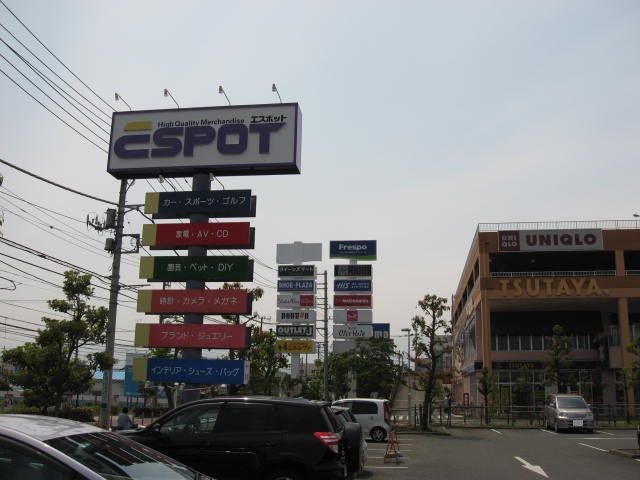 High Quality Merchandise エスポット
ESPOT
カー・スポーツ・ゴルフ
家電・AV・CD
園芸・ペット・DIY
時計・カメラ・メガネ
ブランド・ジュエリー
インテリア・シューズ・バッグ
Frespo
SHOE・PLAZA
HIS
OUTLET-J
UNI QLO
UNIQLO
TSUTAYA